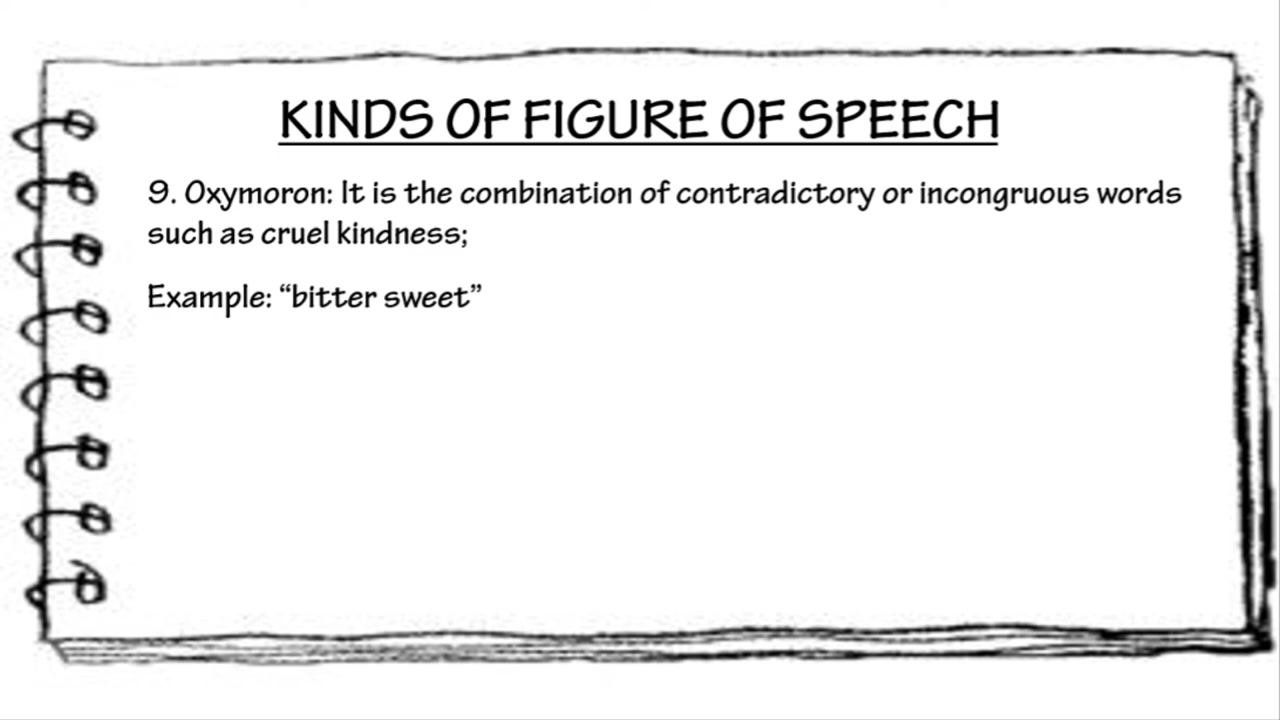 KINDS OF FIGURE OF SPEECH
9. Oxymoron: It is the combination of contradictory or incongruous words
such as cruel kindness;
Example: “bitter sweet”